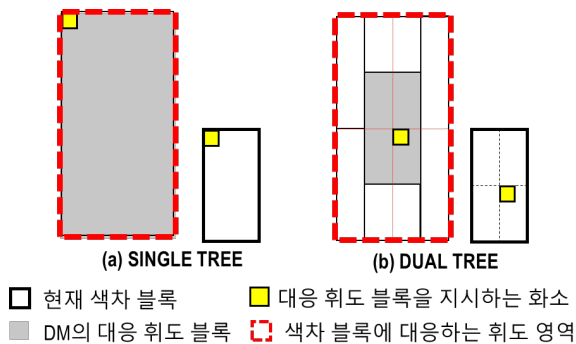 (a) SINGLE TREE
(b) DUAL TREE
현재 색차 블록
대응 휘도 블록을 지시하는 화소
DM의 대응 휘도 블록
색차 블록에 대응하는 휘도 영역